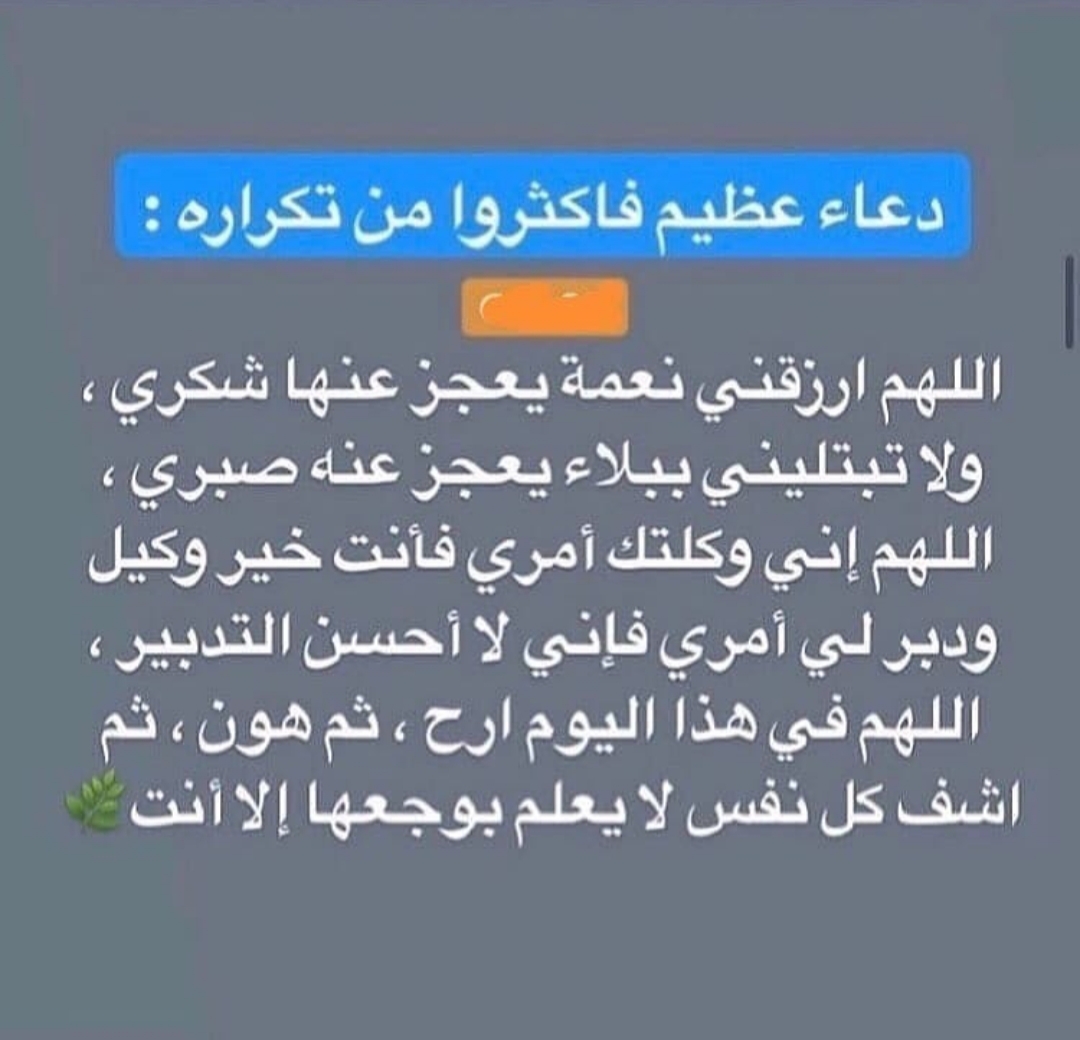 دعاء عظيم فاكثروا من تكراره :
اللهم ارزقني نعمة يعجز عنها شكري ،
ولا تبتليني ببلاء يعجز عنه صبري ،
اللهم إني وكلتك أمري فأنت خير وكيل
ودبر لي أمري فإني لا أحسن التدبير ،
اللهم في هذا اليوم ارح ، ثم هون ، ثم
اشف كل نفس لا يعلم بوجعها إلا أنت🌿